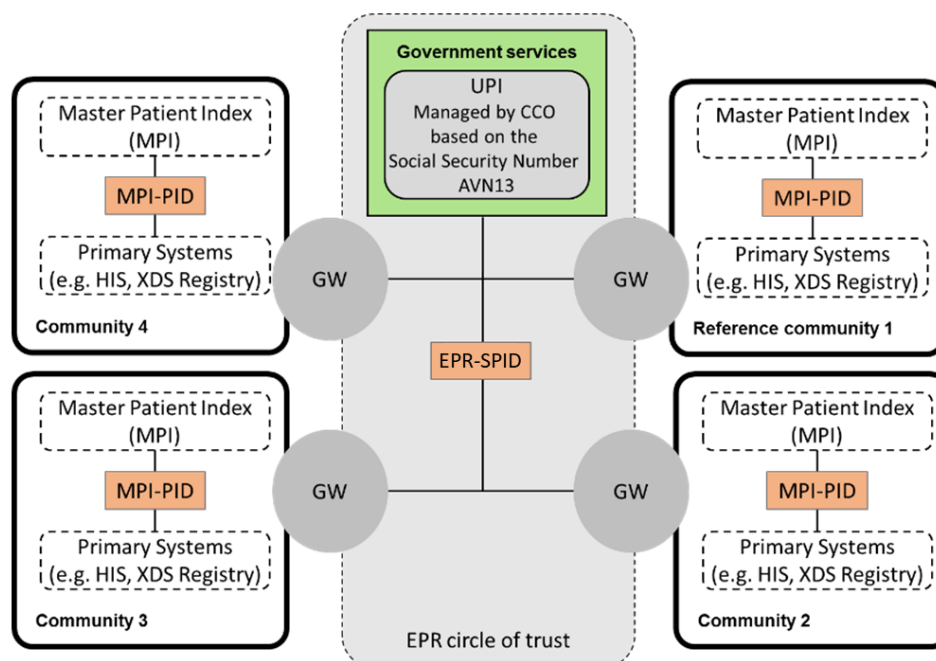 Government services
UPI
Managed by CCO
based on the
Social Security Number
AVN13
Master Patient Index
(MPI)
MPI-PID
Primary Systems
(e.g. HIS, XDS Registry)
Community 4
GW
GW
Master Patient Index
(MPI)
MPI-PID
Primary Systems
(e.g. HIS, XDS Registry)
Reference community 1
EPR-SPID
Master Patient Index
(MPI)
MPI-PID
Primary Systems
(e.g. HIS, XDS Registry)
Community 3
GW
GW
Master Patient Index
(MPI)
MPI-PID
Primary Systems
(e.g. HIS, XDS Registry)
Community 2
EPR circle of trust